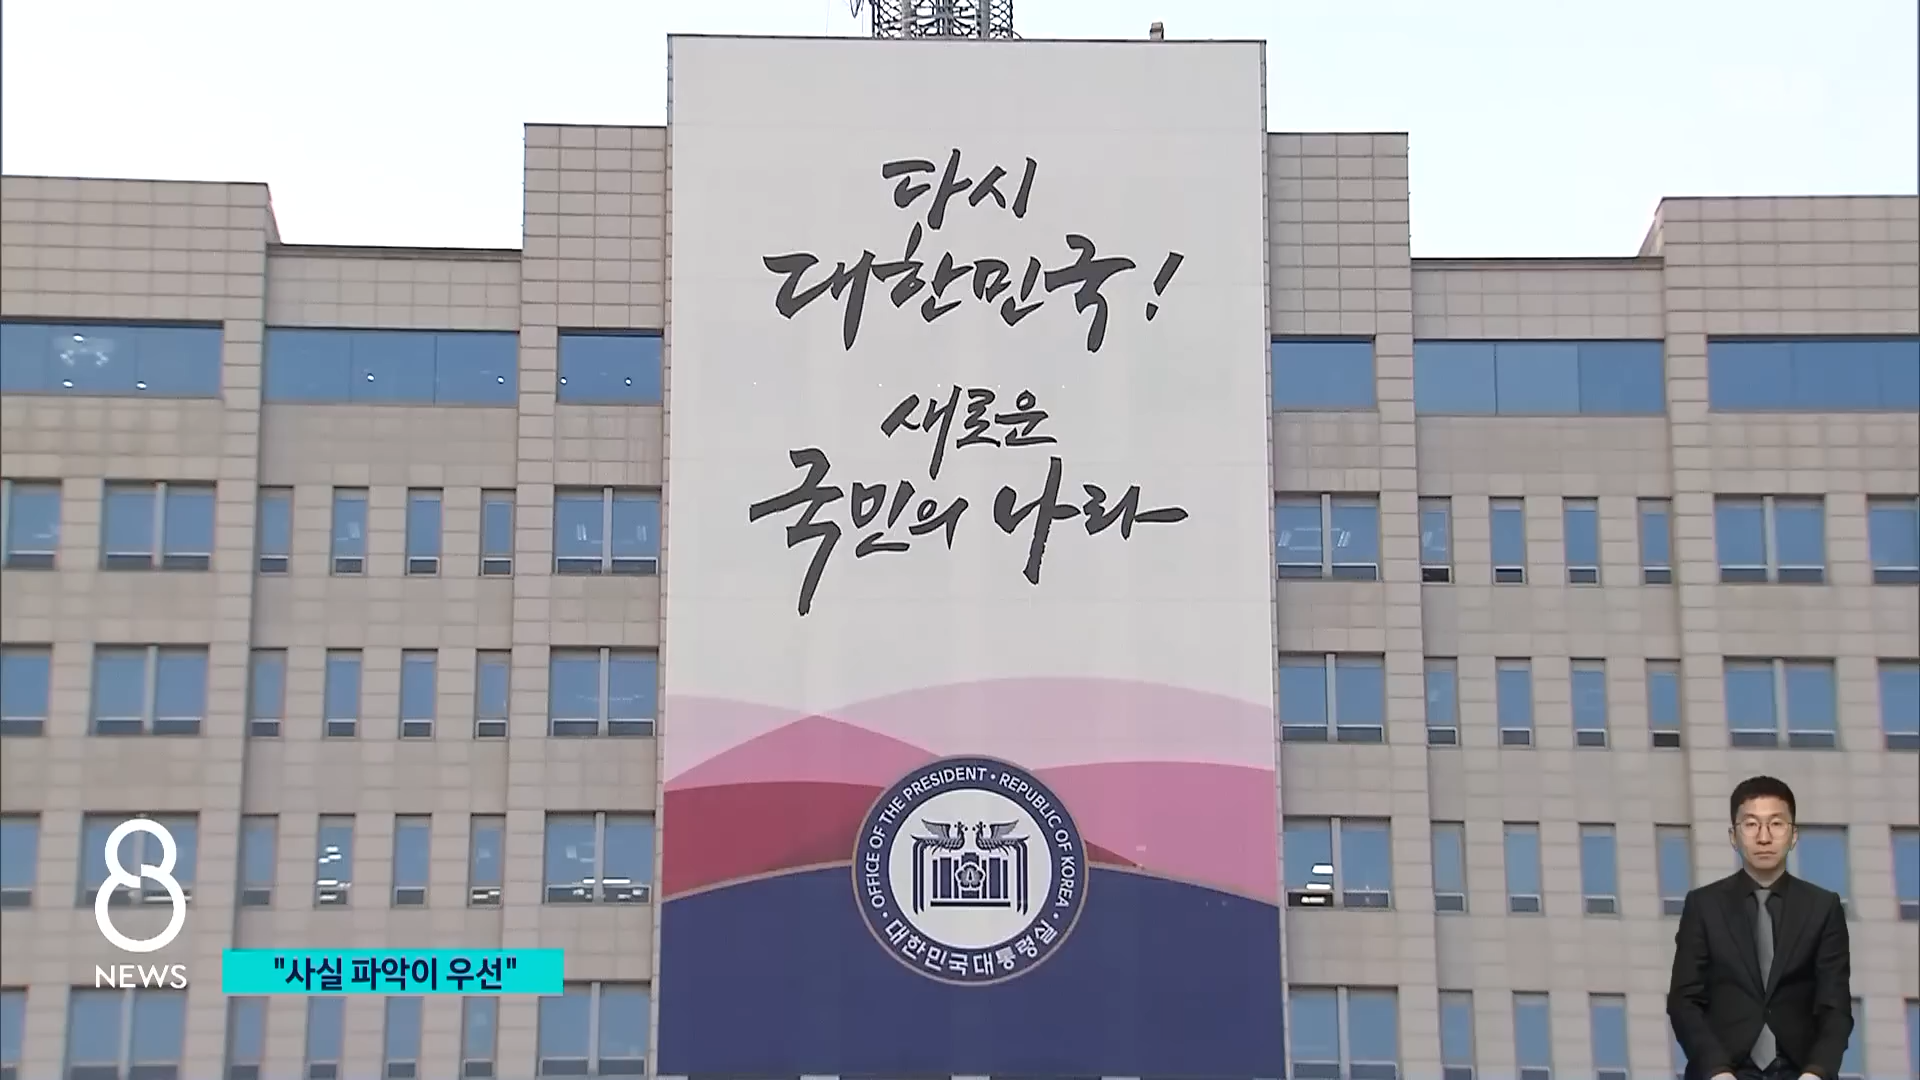 다시
대한민국!
새로운
국민의 나라
OFFICE OF THE PRESIDENT • REPUBLIC OF KOREA
대한민국대통령실
8
NEWS
"사실 파악이 우선"